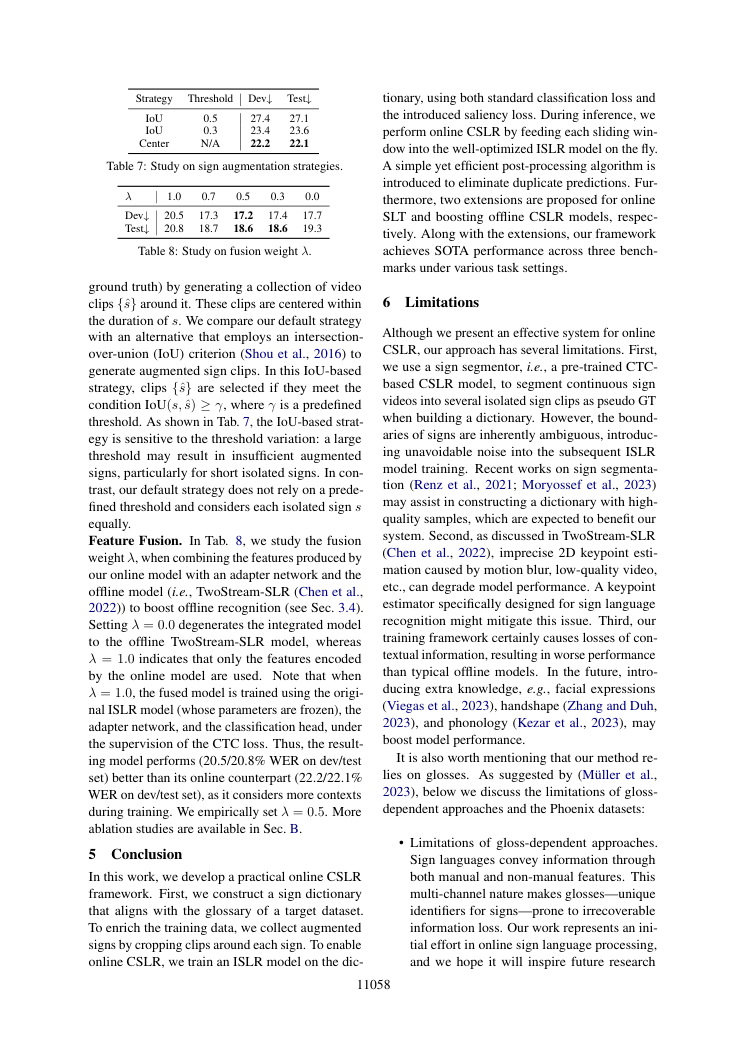 Strategy Threshold Dev↓ Test↓
IoU 0.5 27.4 27.1
IoU 0.3 23.4 23.6
Center N/A 22.2 22.1
Table 7: Study on sign augmentation strategies.
λ 1.0 0.7 0.5 0.3 0.0
Dev↓ 20.5 17.3 17.2 17.4 17.7
Test↓ 20.8 18.7 18.6 18.6 19.3
Table 8: Study on fusion weight λ.
ground truth) by generating a collection of video
clips {ŝ} around it. These clips are centered within
the duration of s. We compare our default strategy
with an alternative that employs an intersection-
over-union (IoU) criterion (Shou et al., 2016) to
generate augmented sign clips. In this IoU-based
strategy, clips {ŝ} are selected if they meet the
condition IoU(s, ŝ) ≥ γ, where γ is a predefined
threshold. As shown in Tab. 7, the IoU-based strat-
egy is sensitive to the threshold variation: a large
threshold may result in insufficient augmented
signs, particularly for short isolated signs. In con-
trast, our default strategy does not rely on a prede-
fined threshold and considers each isolated sign s
equally.
Feature Fusion. In Tab. 8, we study the fusion
weight λ, when combining the features produced by
our online model with an adapter network and the
offline model (i.e., TwoStream-SLR (Chen et al.,
2022)) to boost offline recognition (see Sec. 3.4).
Setting λ = 0.0 degenerates the integrated model
to the offline TwoStream-SLR model, whereas
λ = 1.0 indicates that only the features encoded
by the online model are used. Note that when
λ = 1.0, the fused model is trained using the origi-
nal ISLR model (whose parameters are frozen), the
adapter network, and the classification head, under
the supervision of the CTC loss. Thus, the result-
ing model performs (20.5/20.8% WER on dev/test
set) better than its online counterpart (22.2/22.1%
WER on dev/test set), as it considers more contexts
during training. We empirically set λ = 0.5. More
ablation studies are available in Sec. B.
5 Conclusion
In this work, we develop a practical online CSLR
framework. First, we construct a sign dictionary
that aligns with the glossary of a target dataset.
To enrich the training data, we collect augmented
signs by cropping clips around each sign. To enable
online CSLR, we train an ISLR model on the dic-
tionary, using both standard classification loss and
the introduced saliency loss. During inference, we
perform online CSLR by feeding each sliding win-
dow into the well-optimized ISLR model on the fly.
A simple yet efficient post-processing algorithm is
introduced to eliminate duplicate predictions. Fur-
thermore, two extensions are proposed for online
SLT and boosting offline CSLR models, respec-
tively. Along with the extensions, our framework
achieves SOTA performance across three bench-
marks under various task settings.
6 Limitations
Although we present an effective system for online
CSLR, our approach has several limitations. First,
we use a sign segmentor, i.e., a pre-trained CTC-
based CSLR model, to segment continuous sign
videos into several isolated sign clips as pseudo GT
when building a dictionary. However, the bound-
aries of signs are inherently ambiguous, introduc-
ing unavoidable noise into the subsequent ISLR
model training. Recent works on sign segmenta-
tion (Renz et al., 2021; Moryossef et al., 2023)
may assist in constructing a dictionary with high-
quality samples, which are expected to benefit our
system. Second, as discussed in TwoStream-SLR
(Chen et al., 2022), imprecise 2D keypoint esti-
mation caused by motion blur, low-quality video,
etc., can degrade model performance. A keypoint
estimator specifically designed for sign language
recognition might mitigate this issue. Third, our
training framework certainly causes losses of con-
textual information, resulting in worse performance
than typical offline models. In the future, intro-
ducing extra knowledge, e.g., facial expressions
(Viegas et al., 2023), handshape (Zhang and Duh,
2023), and phonology (Kezar et al., 2023), may
boost model performance.
It is also worth mentioning that our method re-
lies on glosses. As suggested by (Müller et al.,
2023), below we discuss the limitations of gloss-
dependent approaches and the Phoenix datasets:
• Limitations of gloss-dependent approaches.
Sign languages convey information through
both manual and non-manual features. This
multi-channel nature makes glosses—unique
identifiers for signs—prone to irrecoverable
information loss. Our work represents an ini-
tial effort in online sign language processing,
and we hope it will inspire future research
11058